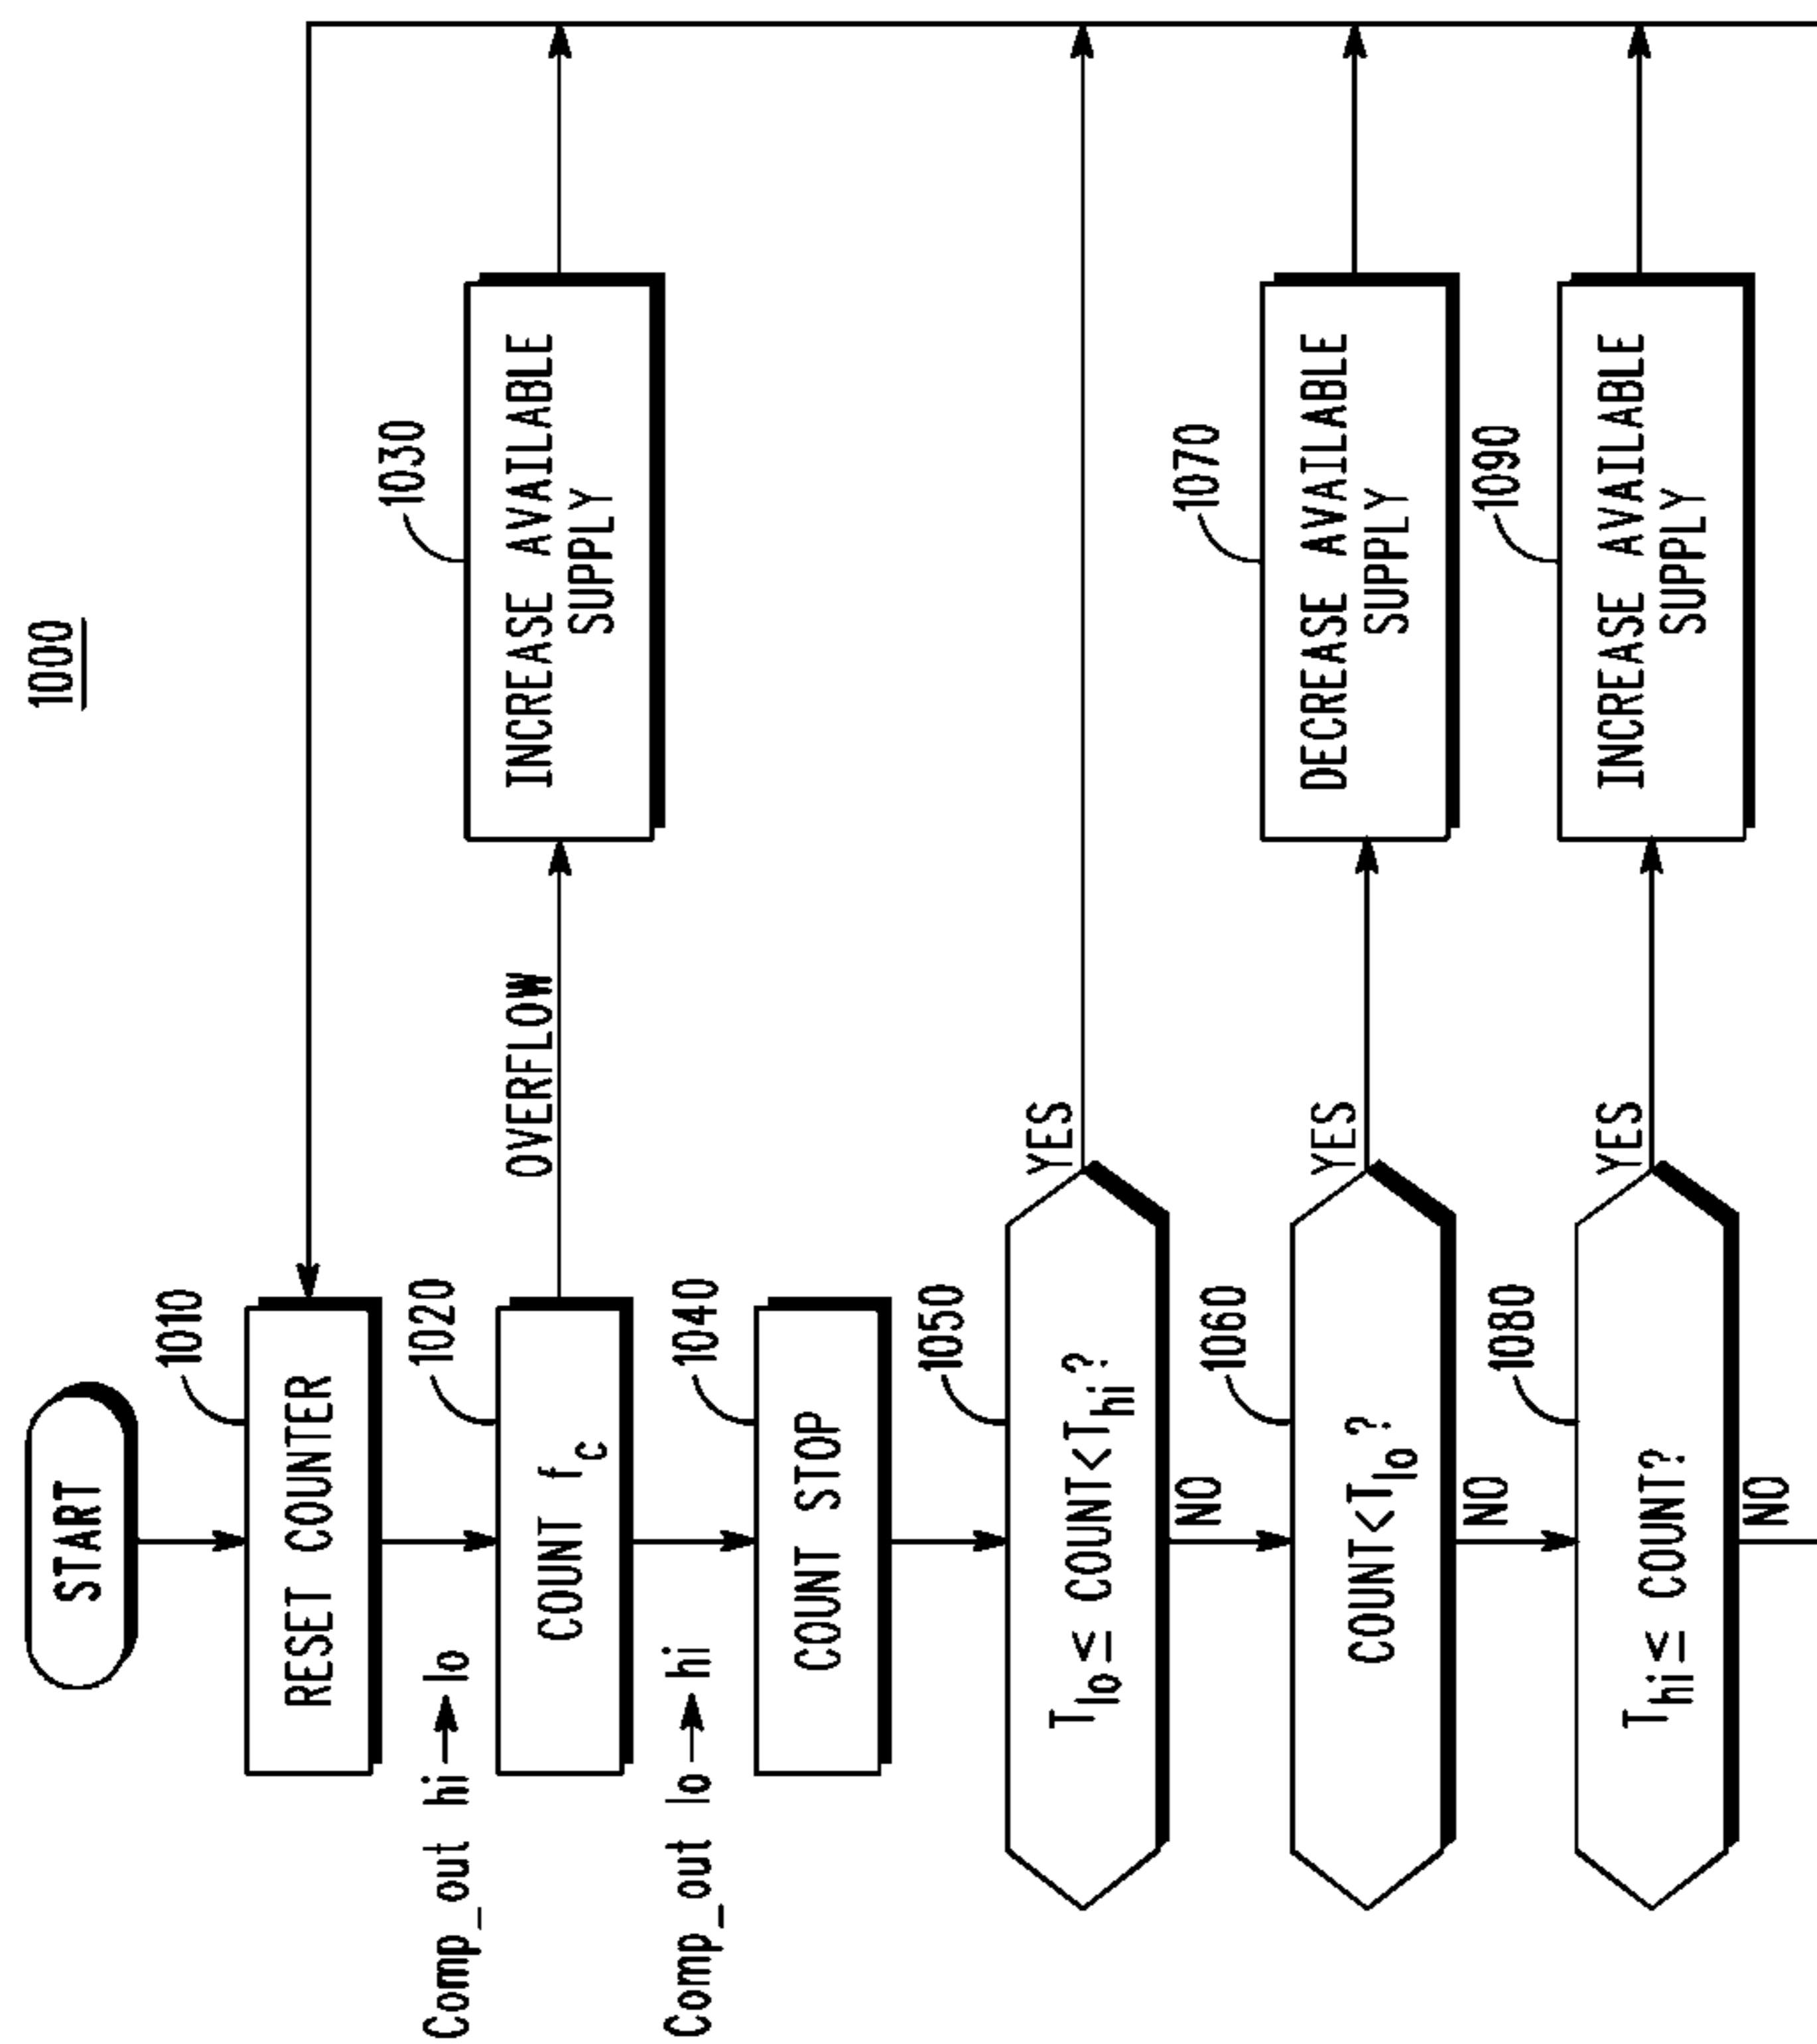 1000
START
1010
RESET COUNTER
Comp_out hi→lo
1020
COUNT fc
OVERFLOW
1030
INCREASE AVAILABLE
SUPPLY
Comp_out lo→hi
1040
COUNT STOP
1050
Tlo≤ COUNT<Thi?
YES
NO
1060
COUNT<Tlo?
YES
1070
DECREASE AVAILABLE
SUPPLY
NO
1080
Thi≤ COUNT?
YES
1090
INCREASE AVAILABLE
SUPPLY
NO